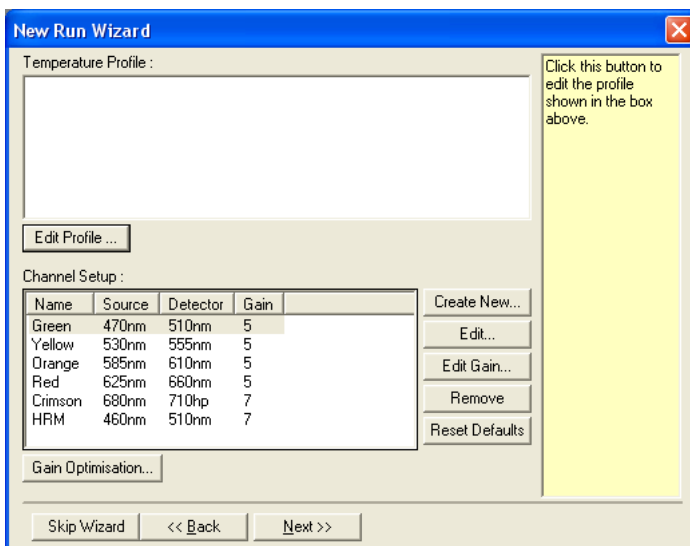 New Run Wizard
Temperature Profile :
Click this button to
edit the profile
shown in the box
above.
Edit Profile ...
Channel Setup :
Name Source Detector Gain
Green 470nm 510nm 5
Yellow 530nm 555nm 5
Orange 585nm 610nm 5
Red 625nm 660nm 5
Crimson 680nm 710hp 7
HRM 460nm 510nm 7
Create New...
Edit...
Edit Gain...
Remove
Reset Defaults
Gain Optimisation...
Skip Wizard << Back Next >>